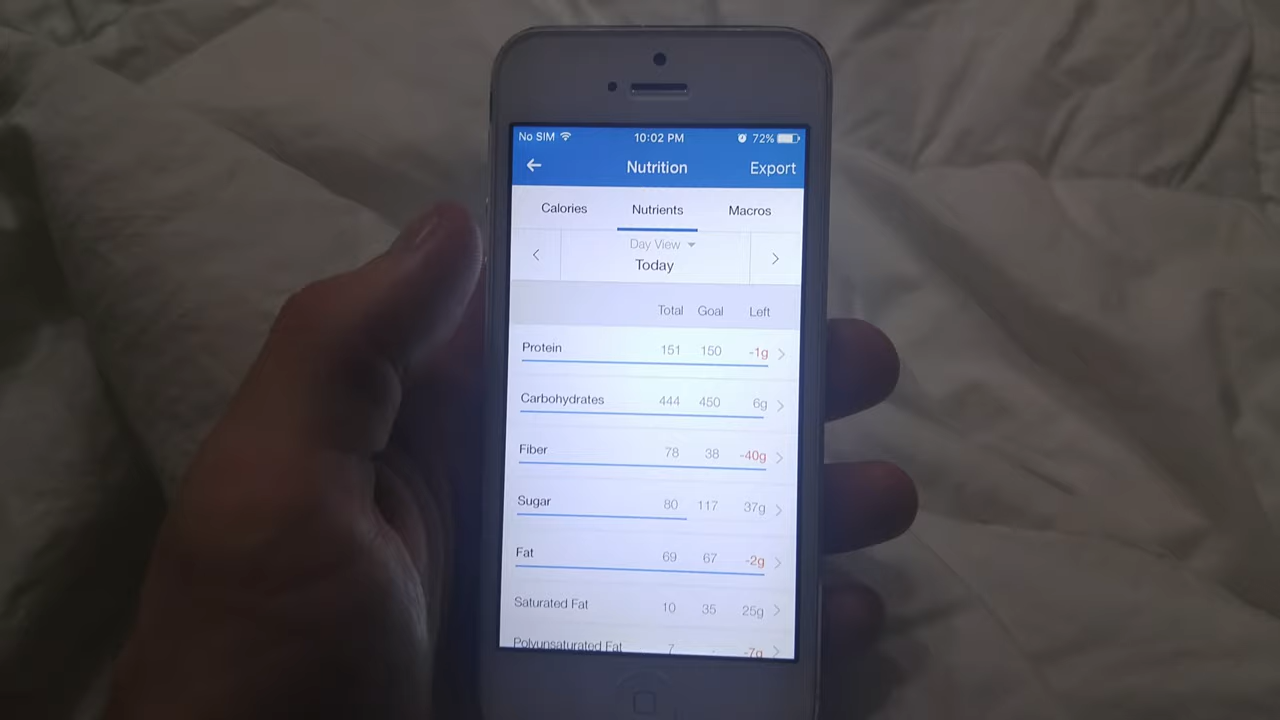 No SIM 10:02 PM 72%
Nutrition Export
Calories Nutrients Macros
Day View
Today
Total Goal Left
Protein 151 150 -1g
Carbohydrates 444 450 6g
Fiber 78 38 -40g
Sugar 80 117 37g
Fat 69 67 -2g
Saturated Fat 10 35 25g
Polyunsaturated Fat 7 - -7g